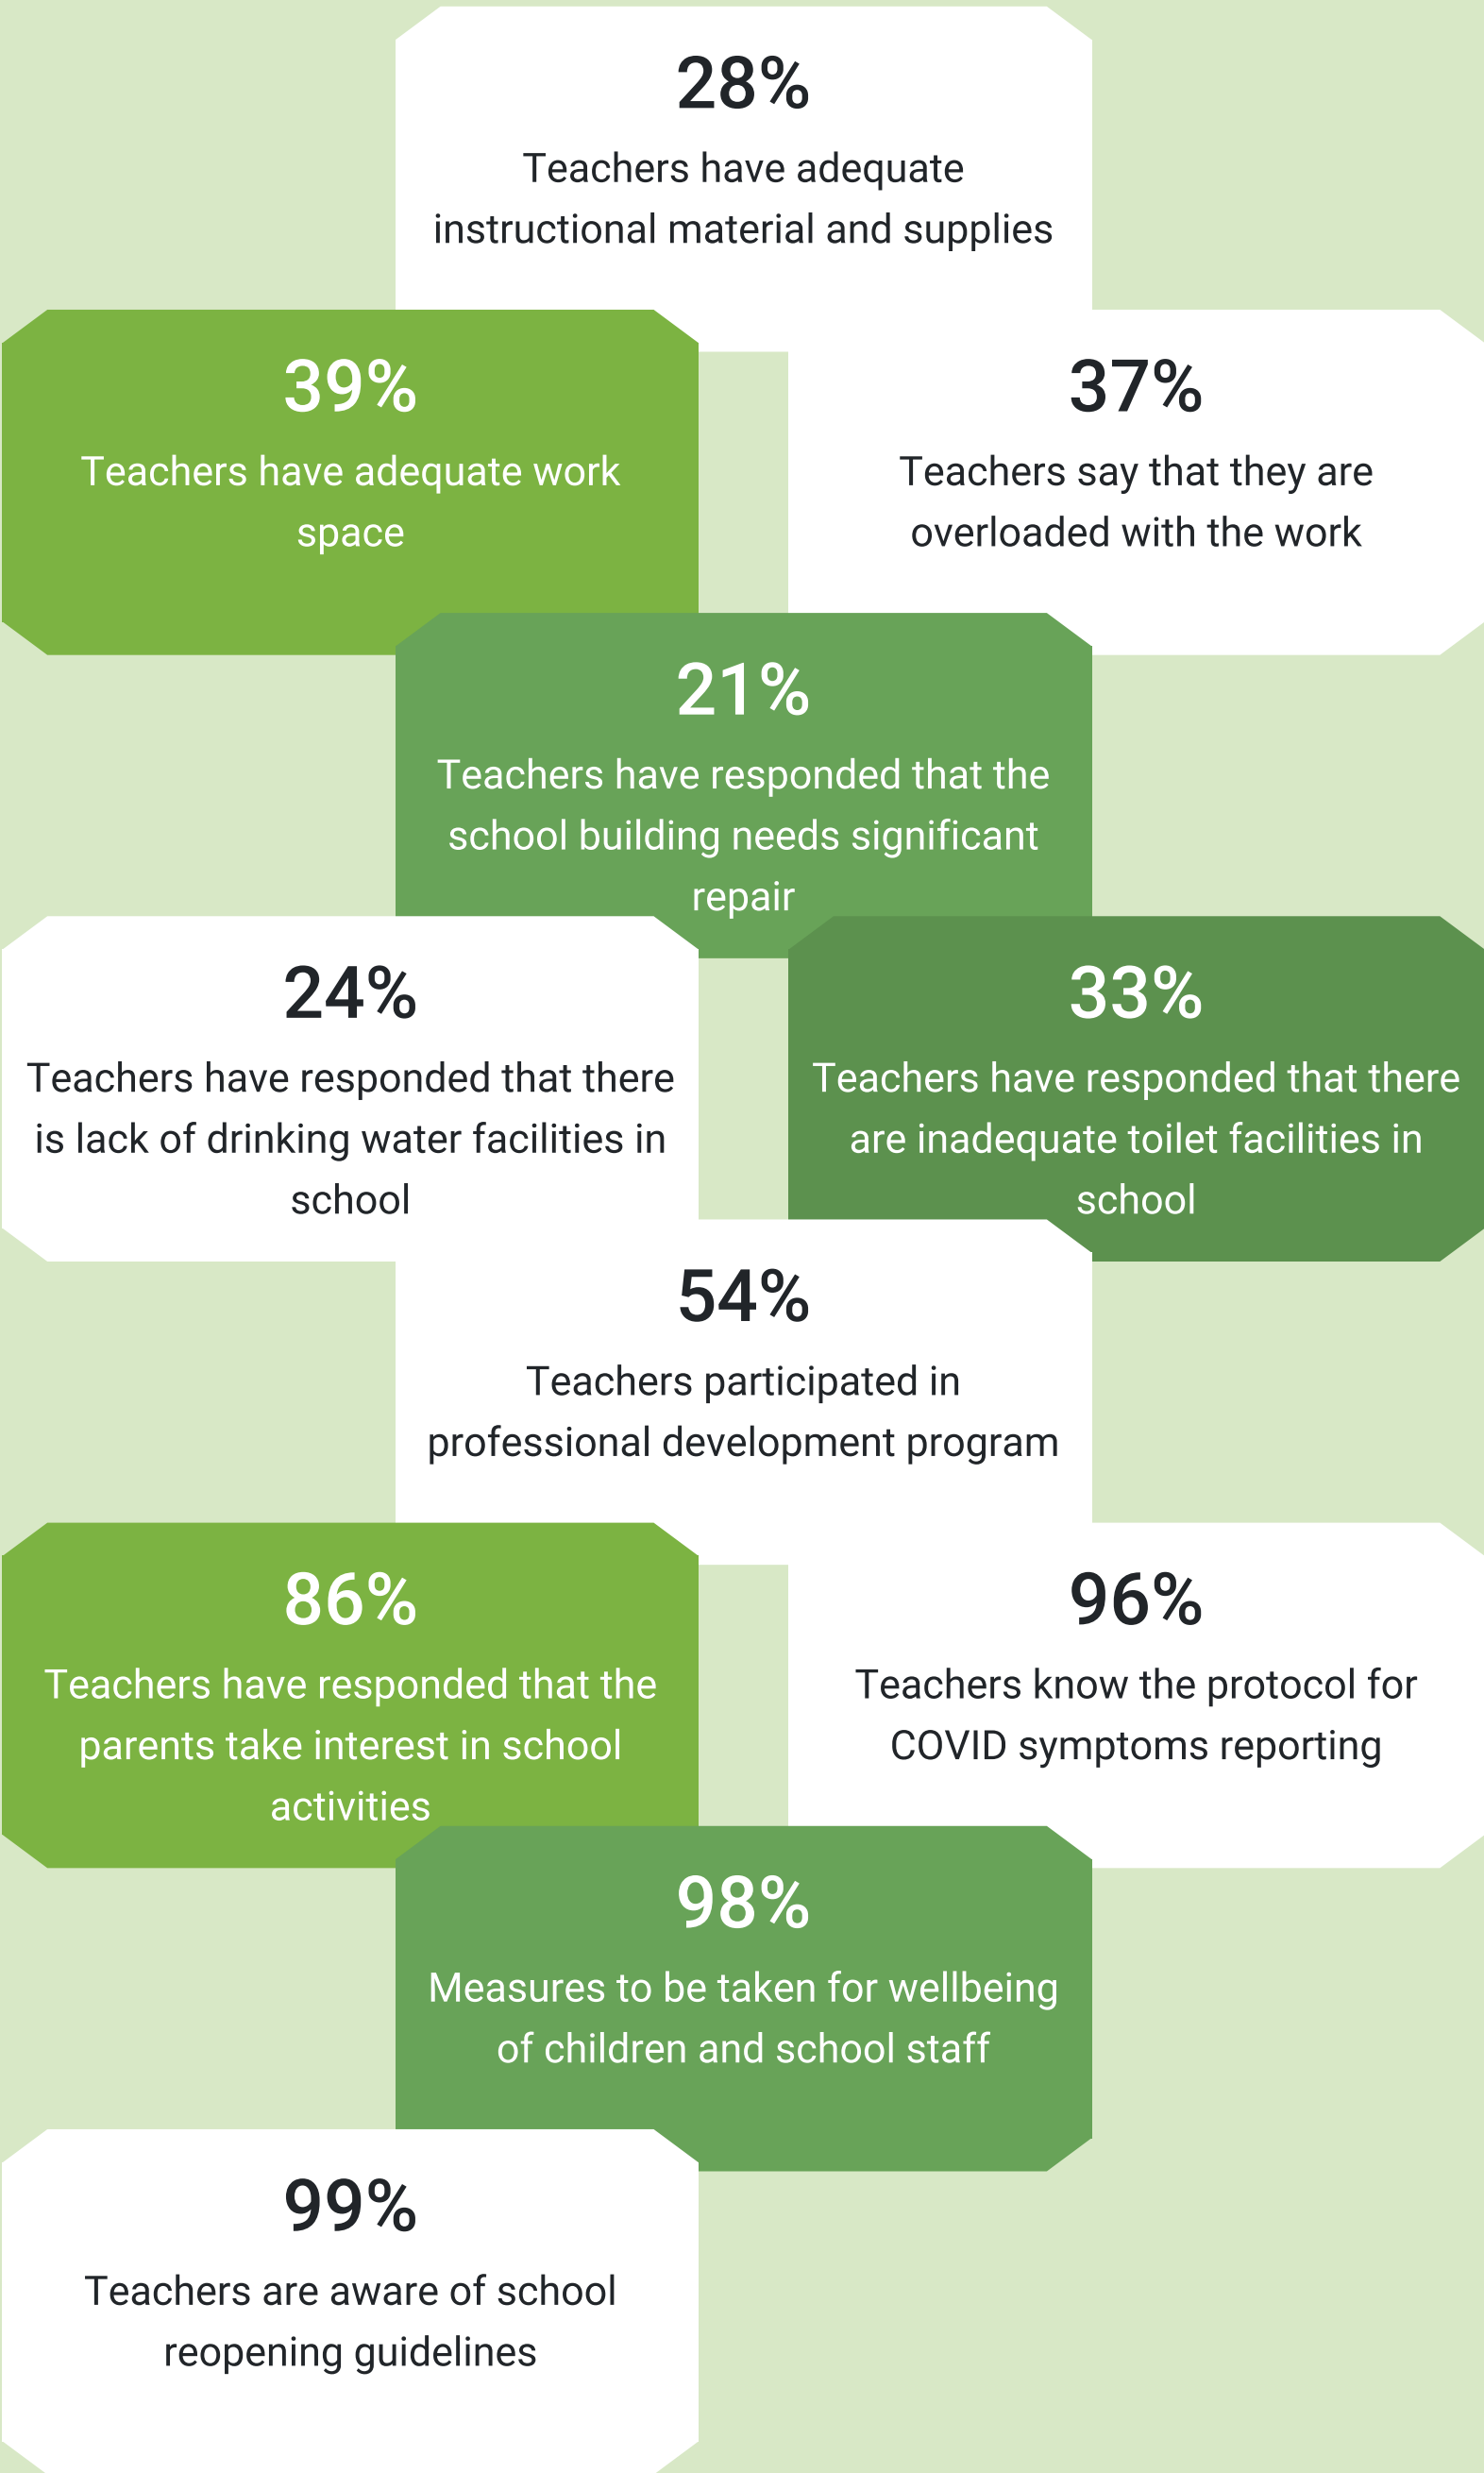 28%
Teachers have adequate
instructional material and supplies
39%
Teachers have adequate work
space
37%
Teachers say that they are
overloaded with the work
21%
Teachers have responded that the
school building needs significant
repair
24%
Teachers have responded that there
is lack of drinking water facilities in
school
33%
Teachers have responded that there
are inadequate toilet facilities in
school
54%
Teachers participated in
professional development program
86%
Teachers have responded that the
parents take interest in school
activities
96%
Teachers know the protocol for
COVID symptoms reporting
98%
Measures to be taken for wellbeing
of children and school staff
99%
Teachers are aware of school
reopening guidelines